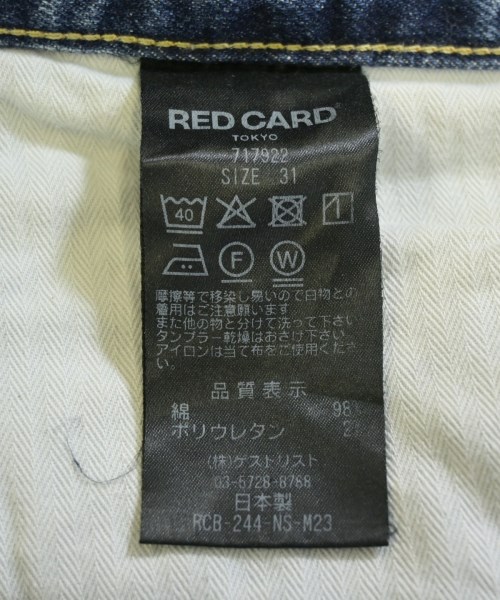 RED CARD®
TOKYO
717922
SIZE 31
40
F W
摩擦等で移染し易いので白物との
着用はご注意願います
また他の物と分けて洗って下さい
タンブラー乾燥はおさけ下さい
アイロンは当て布をご使用くださ
い。
品質表示
綿 98
ポリウレタン 2
(株)ゲストリスト
03-5728-8788
日本製
RCB-244-NS-M23